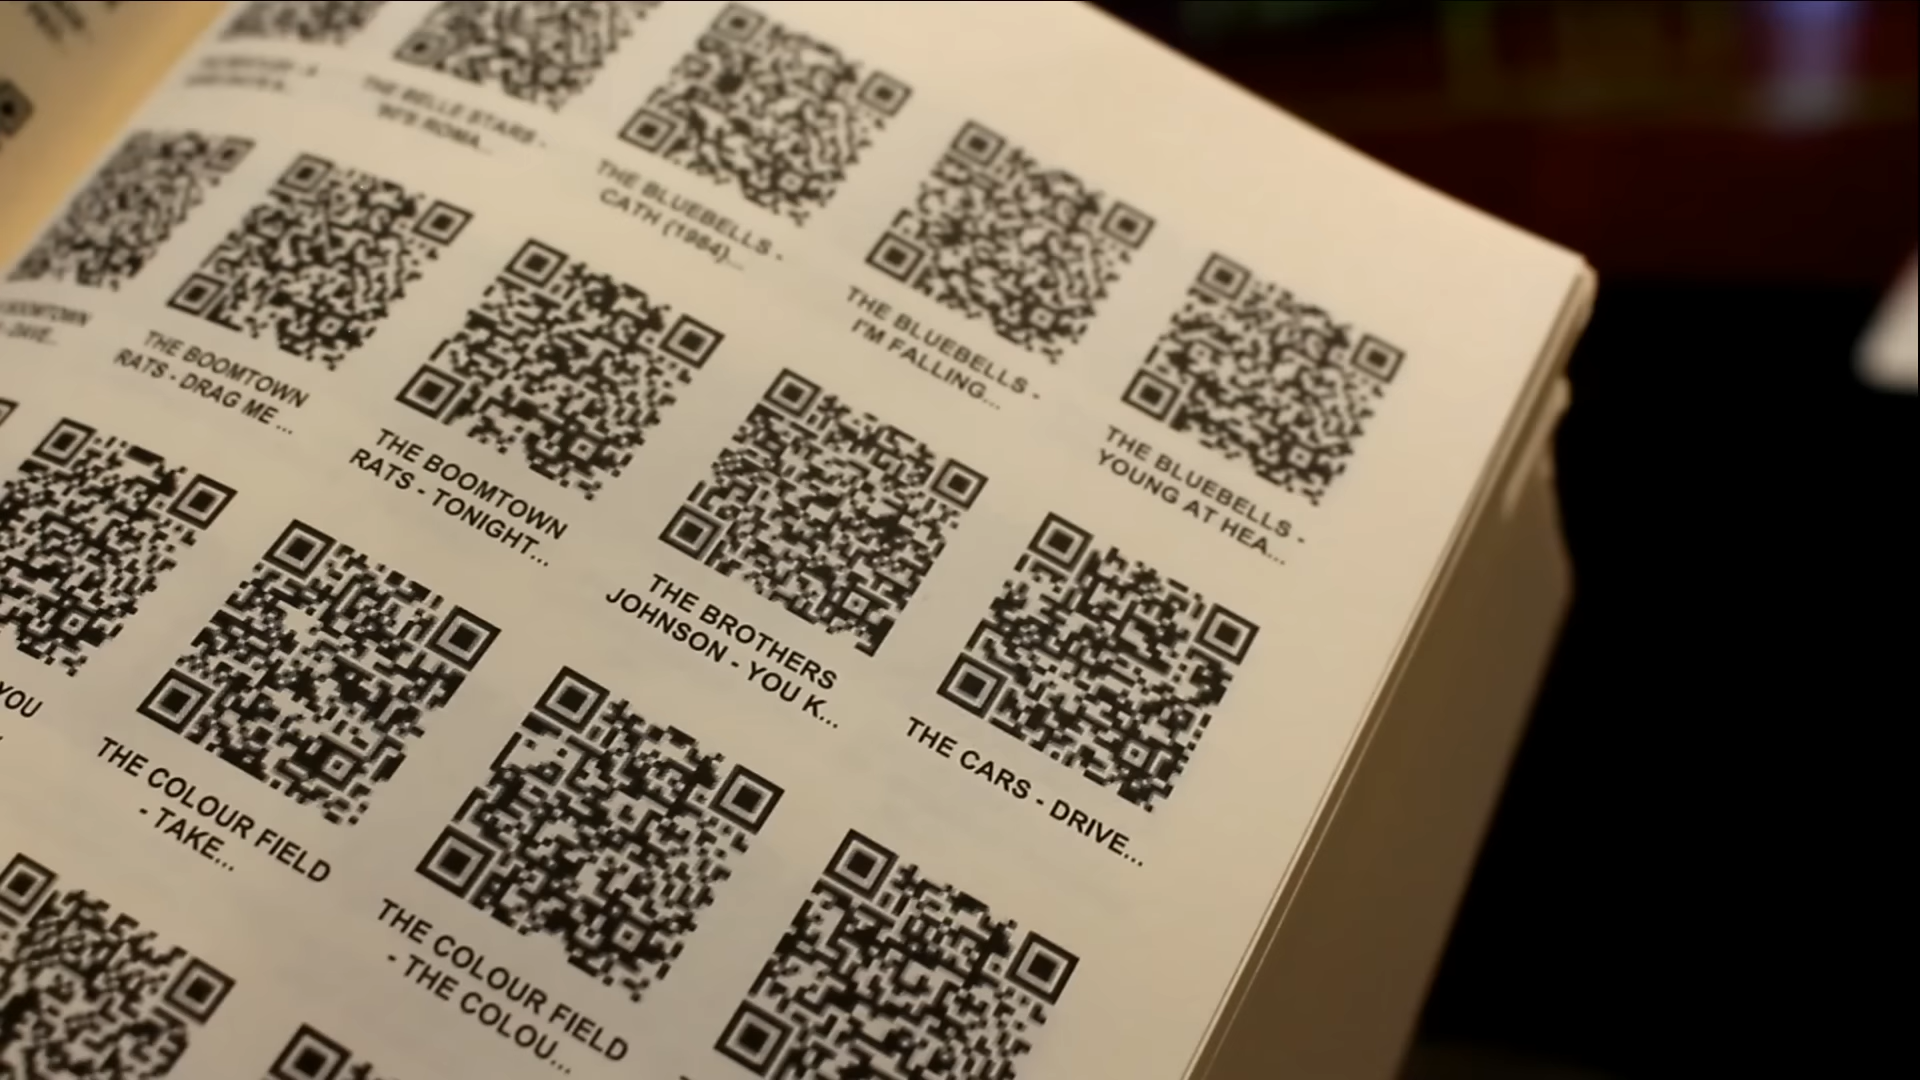 THE BELLE STARS -
THE BLUEBELLS -
CATH (1984)...
THE BLUEBELLS -
I'M FALLING...
THE BLUEBELLS -
YOUNG AT HEA...
THE BOOMTOWN
RATS - DRAG ME ...
THE BOOMTOWN
RATS - TONIGHT...
THE BROTHERS
JOHNSON - YOU K...
THE CARS - DRIVE...
YOU
THE COLOUR FIELD
- TAKE...
THE COLOUR FIELD
- THE COLOU...